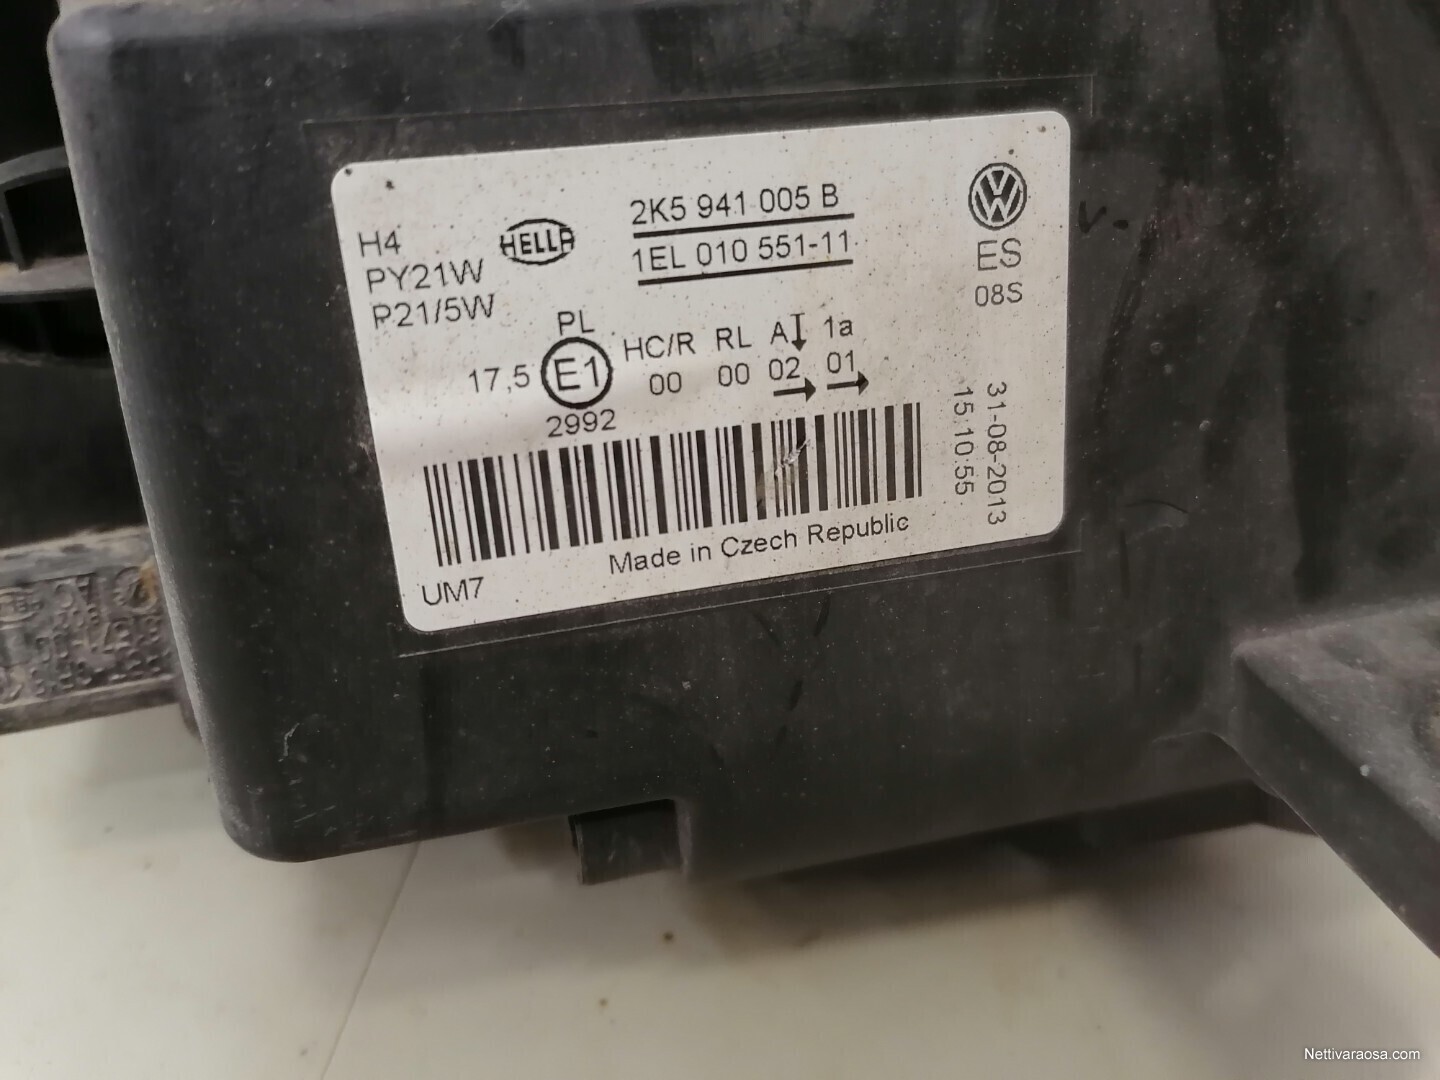 H4
PY21W
P21/5W
HELLA
2K5 941 005 B
1EL 010 551-11
VW
ES
08S
PL
17,5 E1 HC/R RL A 1a
2992 00 00 02 01
31-08-2013
15:10:55
Made in Czech Republic
UM7
V.
Nettivaraosa.com